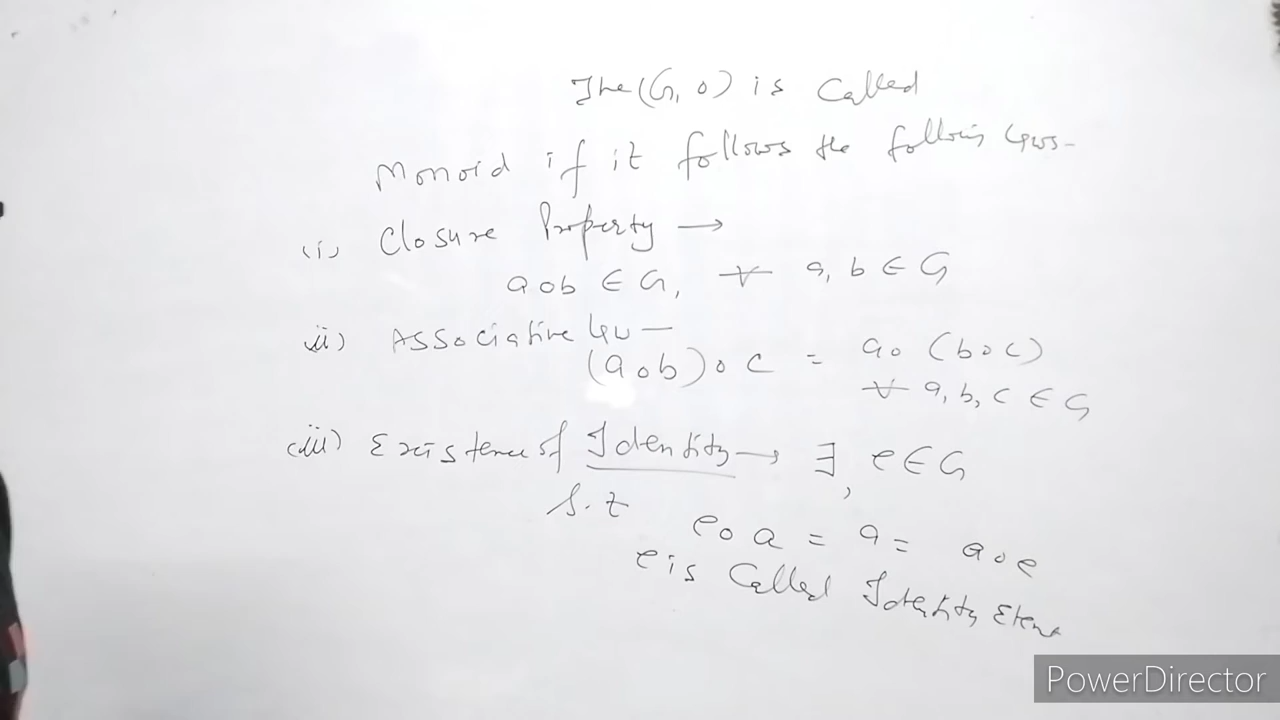 The (G, o) is Called
Monoid if it follows the following laws-
(i) Closure Property →
aob ∈ G, ∀ a, b ∈ G
ii) Associative law —
(aob) o c = ao (boc)
∀ a, b, c ∈ G
(iii) Existence of Identity → ∃, e ∈ G
s.t
eoa = a = aoe
e is Called Identity Eleme
PowerDirector